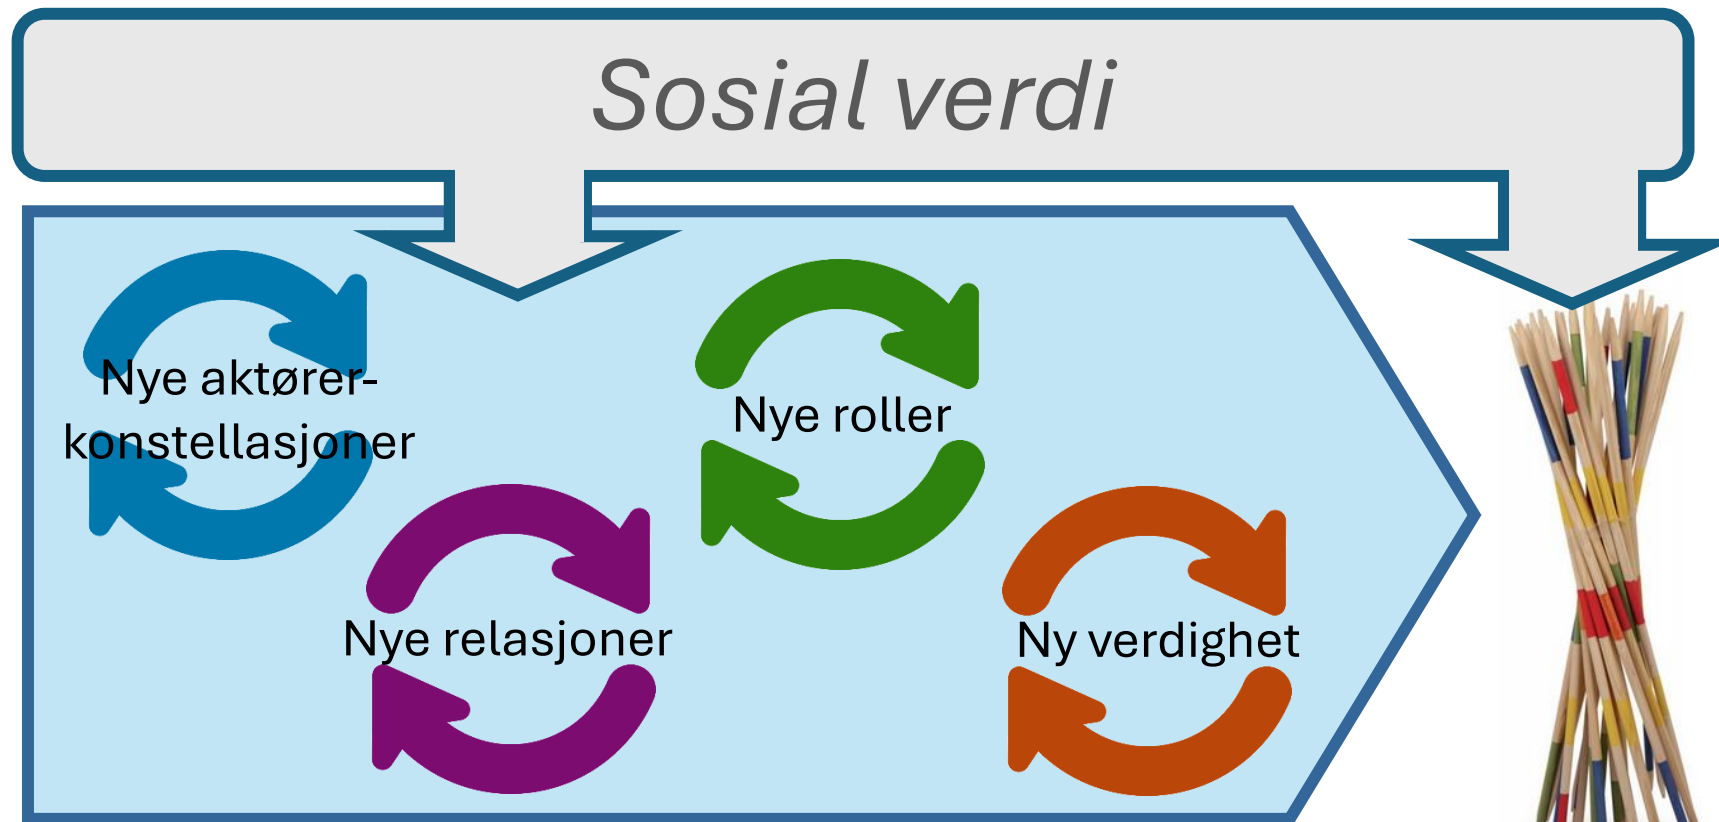 Sosial verdi
Nye aktører-
konstellasjoner
Nye roller
Nye relasjoner
Ny verdighet